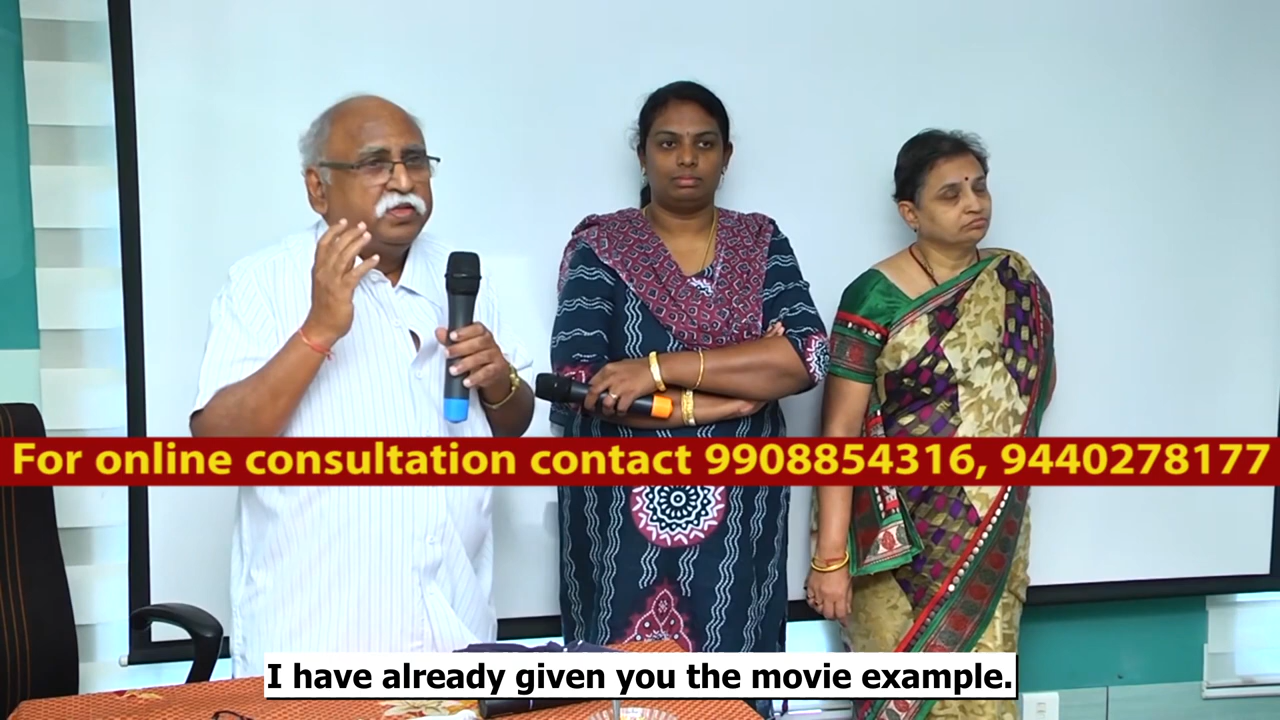 For online consultation contact 9908854316, 9440278177
I have already given you the movie example.